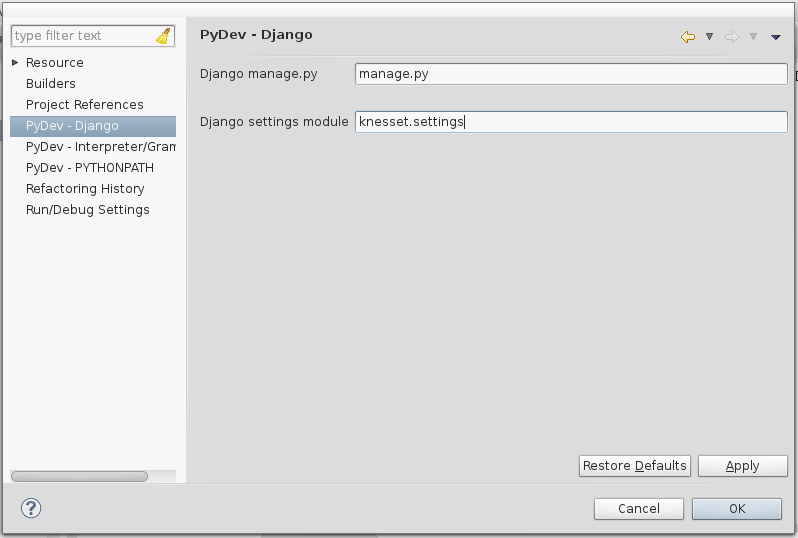 type filter text
Resource
Builders
Project References
PyDev - Django
PyDev - Interpreter/Gram
PyDev - PYTHONPATH
Refactoring History
Run/Debug Settings
PyDev - Django
Django manage.py manage.py
Django settings module knesset.settings
Restore Defaults Apply
? Cancel OK